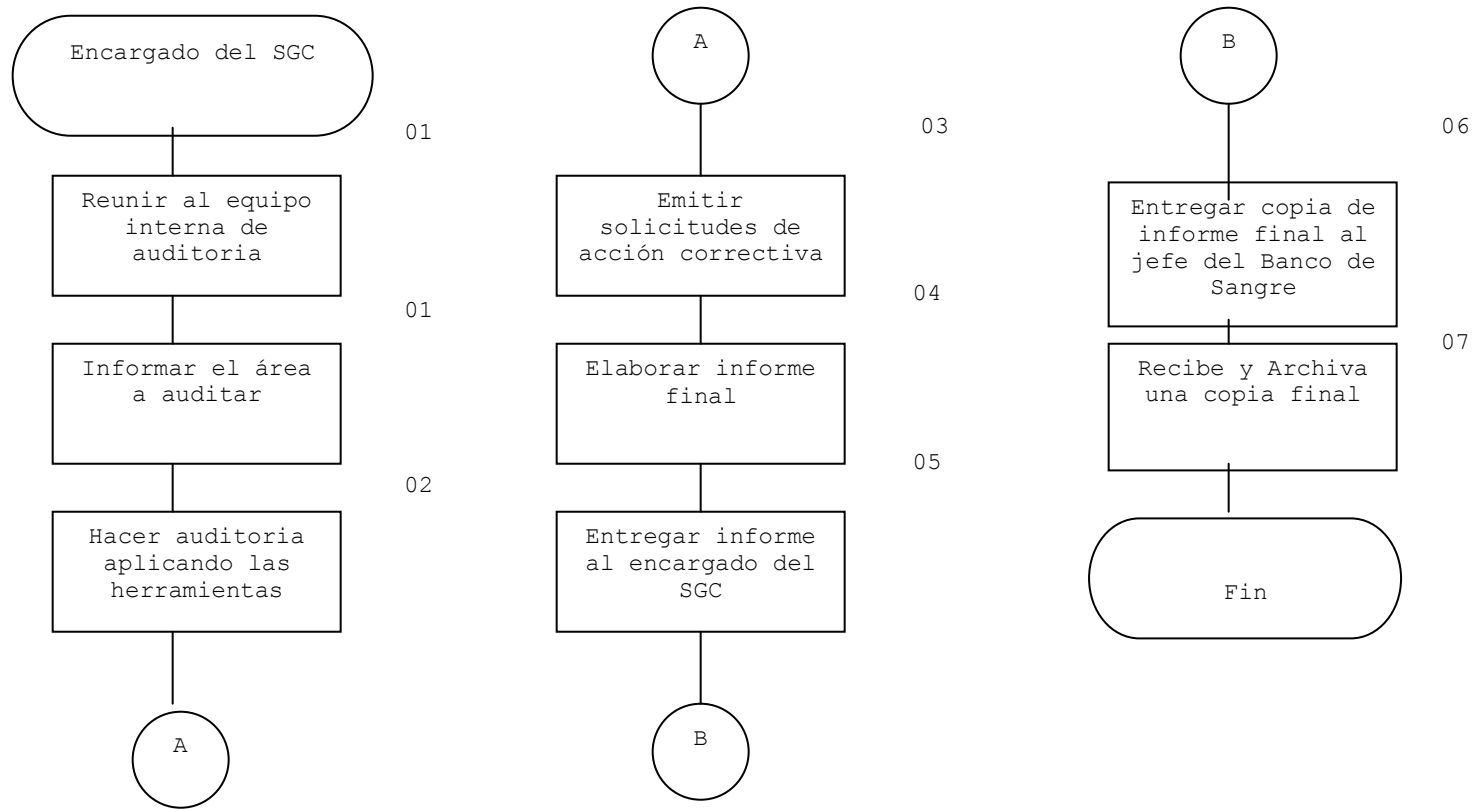 Encargado del SGC
01
Reunir al equipo
interna de
auditoria
01
Informar el área
a auditar
02
Hacer auditoria
aplicando las
herramientas
A
A
03
Emitir
solicitudes de
acción correctiva
04
Elaborar informe
final
05
Entregar informe
al encargado del
SGC
B
B
06
Entregar copia de
informe final al
jefe del Banco de
Sangre
07
Recibe y Archiva
una copia final
Fin